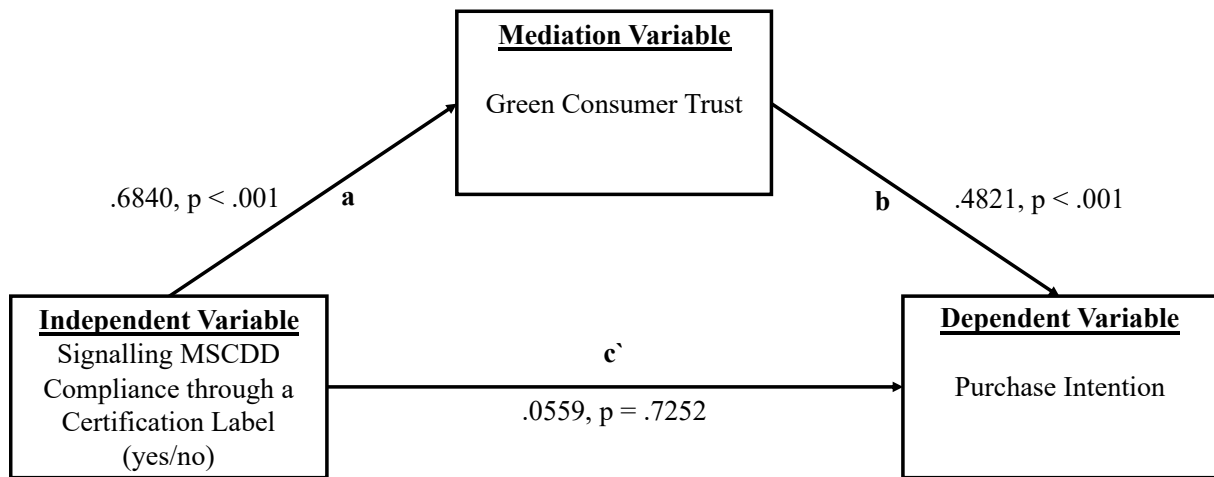 Mediation Variable
Green Consumer Trust
.6840, p < .001
a
b
.4821, p < .001
Independent Variable
Signalling MSCDD
Compliance through a
Certification Label
(yes/no)
c`
.0559, p = .7252
Dependent Variable
Purchase Intention